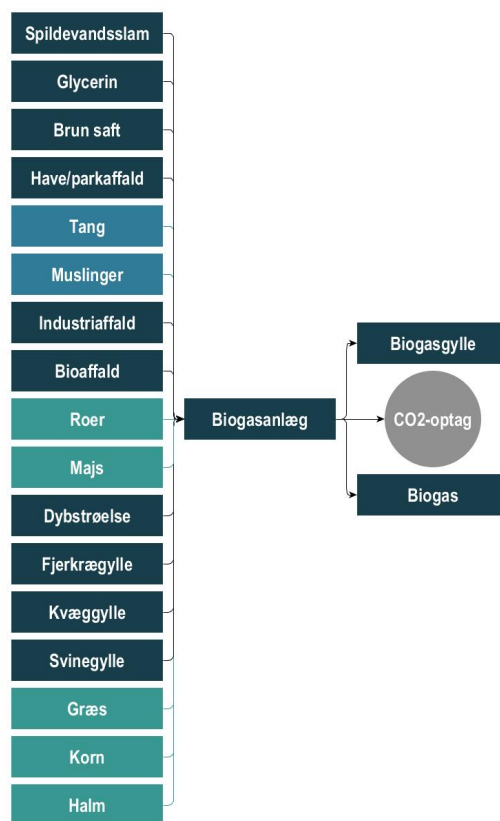 Spildevandsslam
Glycerin
Brun saft
Have/parkaffald
Tang
Muslinger
Industriaffald
Bioaffald
Roer
Majs
Dybstrøelse
Fjerkrægylle
Kvæggylle
Svinegylle
Græs
Korn
Halm
Biogasanlæg
Biogasgylle
CO2-optag
Biogas